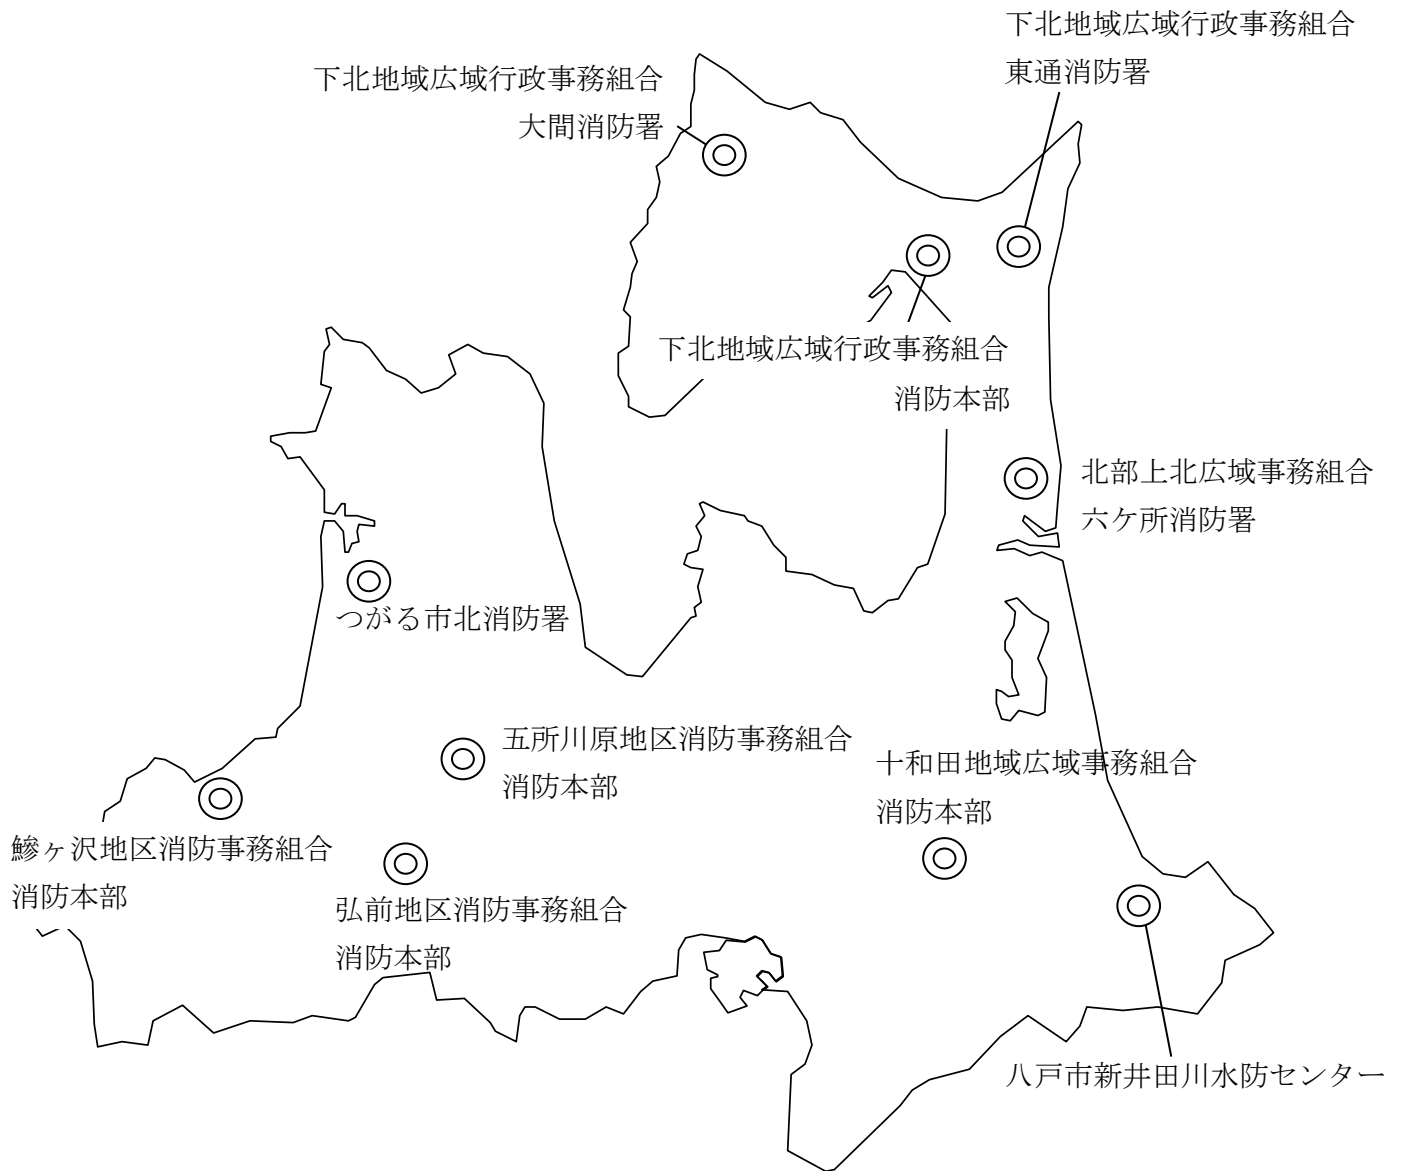 下北地域広域行政事務組合
東通消防署
下北地域広域行政事務組合
大間消防署
下北地域広域行政事務組合
消防本部
北部上北広域事務組合
六ケ所消防署
つがる市北消防署
五所川原地区消防事務組合
消防本部
十和田地域広域事務組合
消防本部
鰺ヶ沢地区消防事務組合
消防本部
弘前地区消防事務組合
消防本部
八戸市新井田川水防センター